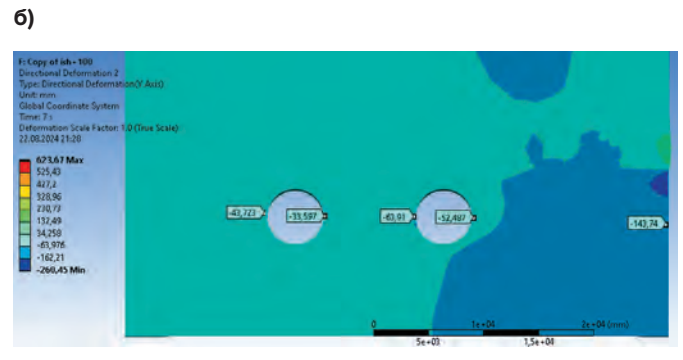 б)
F: Copy of ish - 100
Directional Deformation 2
Type: Directional Deformation(Y Axis)
Unit: mm
Global Coordinate System
Time: 7 s
Deformation Scale Factor: 1.0 (True Scale)
22.08.2024 21:28
623,67 Max
525,43
427,2
328,96
230,73
132,49
34,258
-63,976
-162,21
-260,45 Min
-43,723
-33,597
-63,91
-52,487
-143,74
0
1e+04
2e+04 (mm)
5e+03
1,5e+04